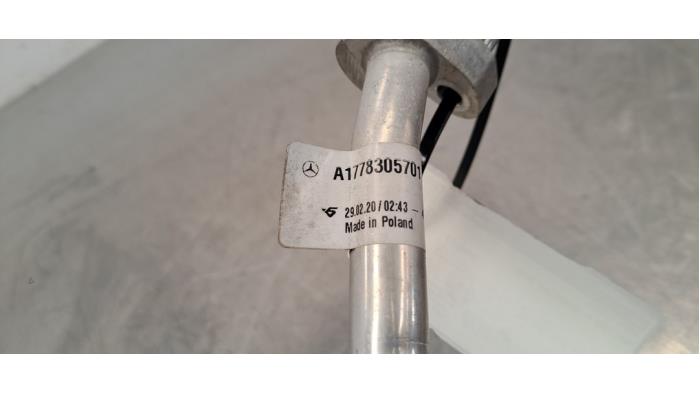 A1778305701
29.02.20 / 02:43 –
Made in Poland